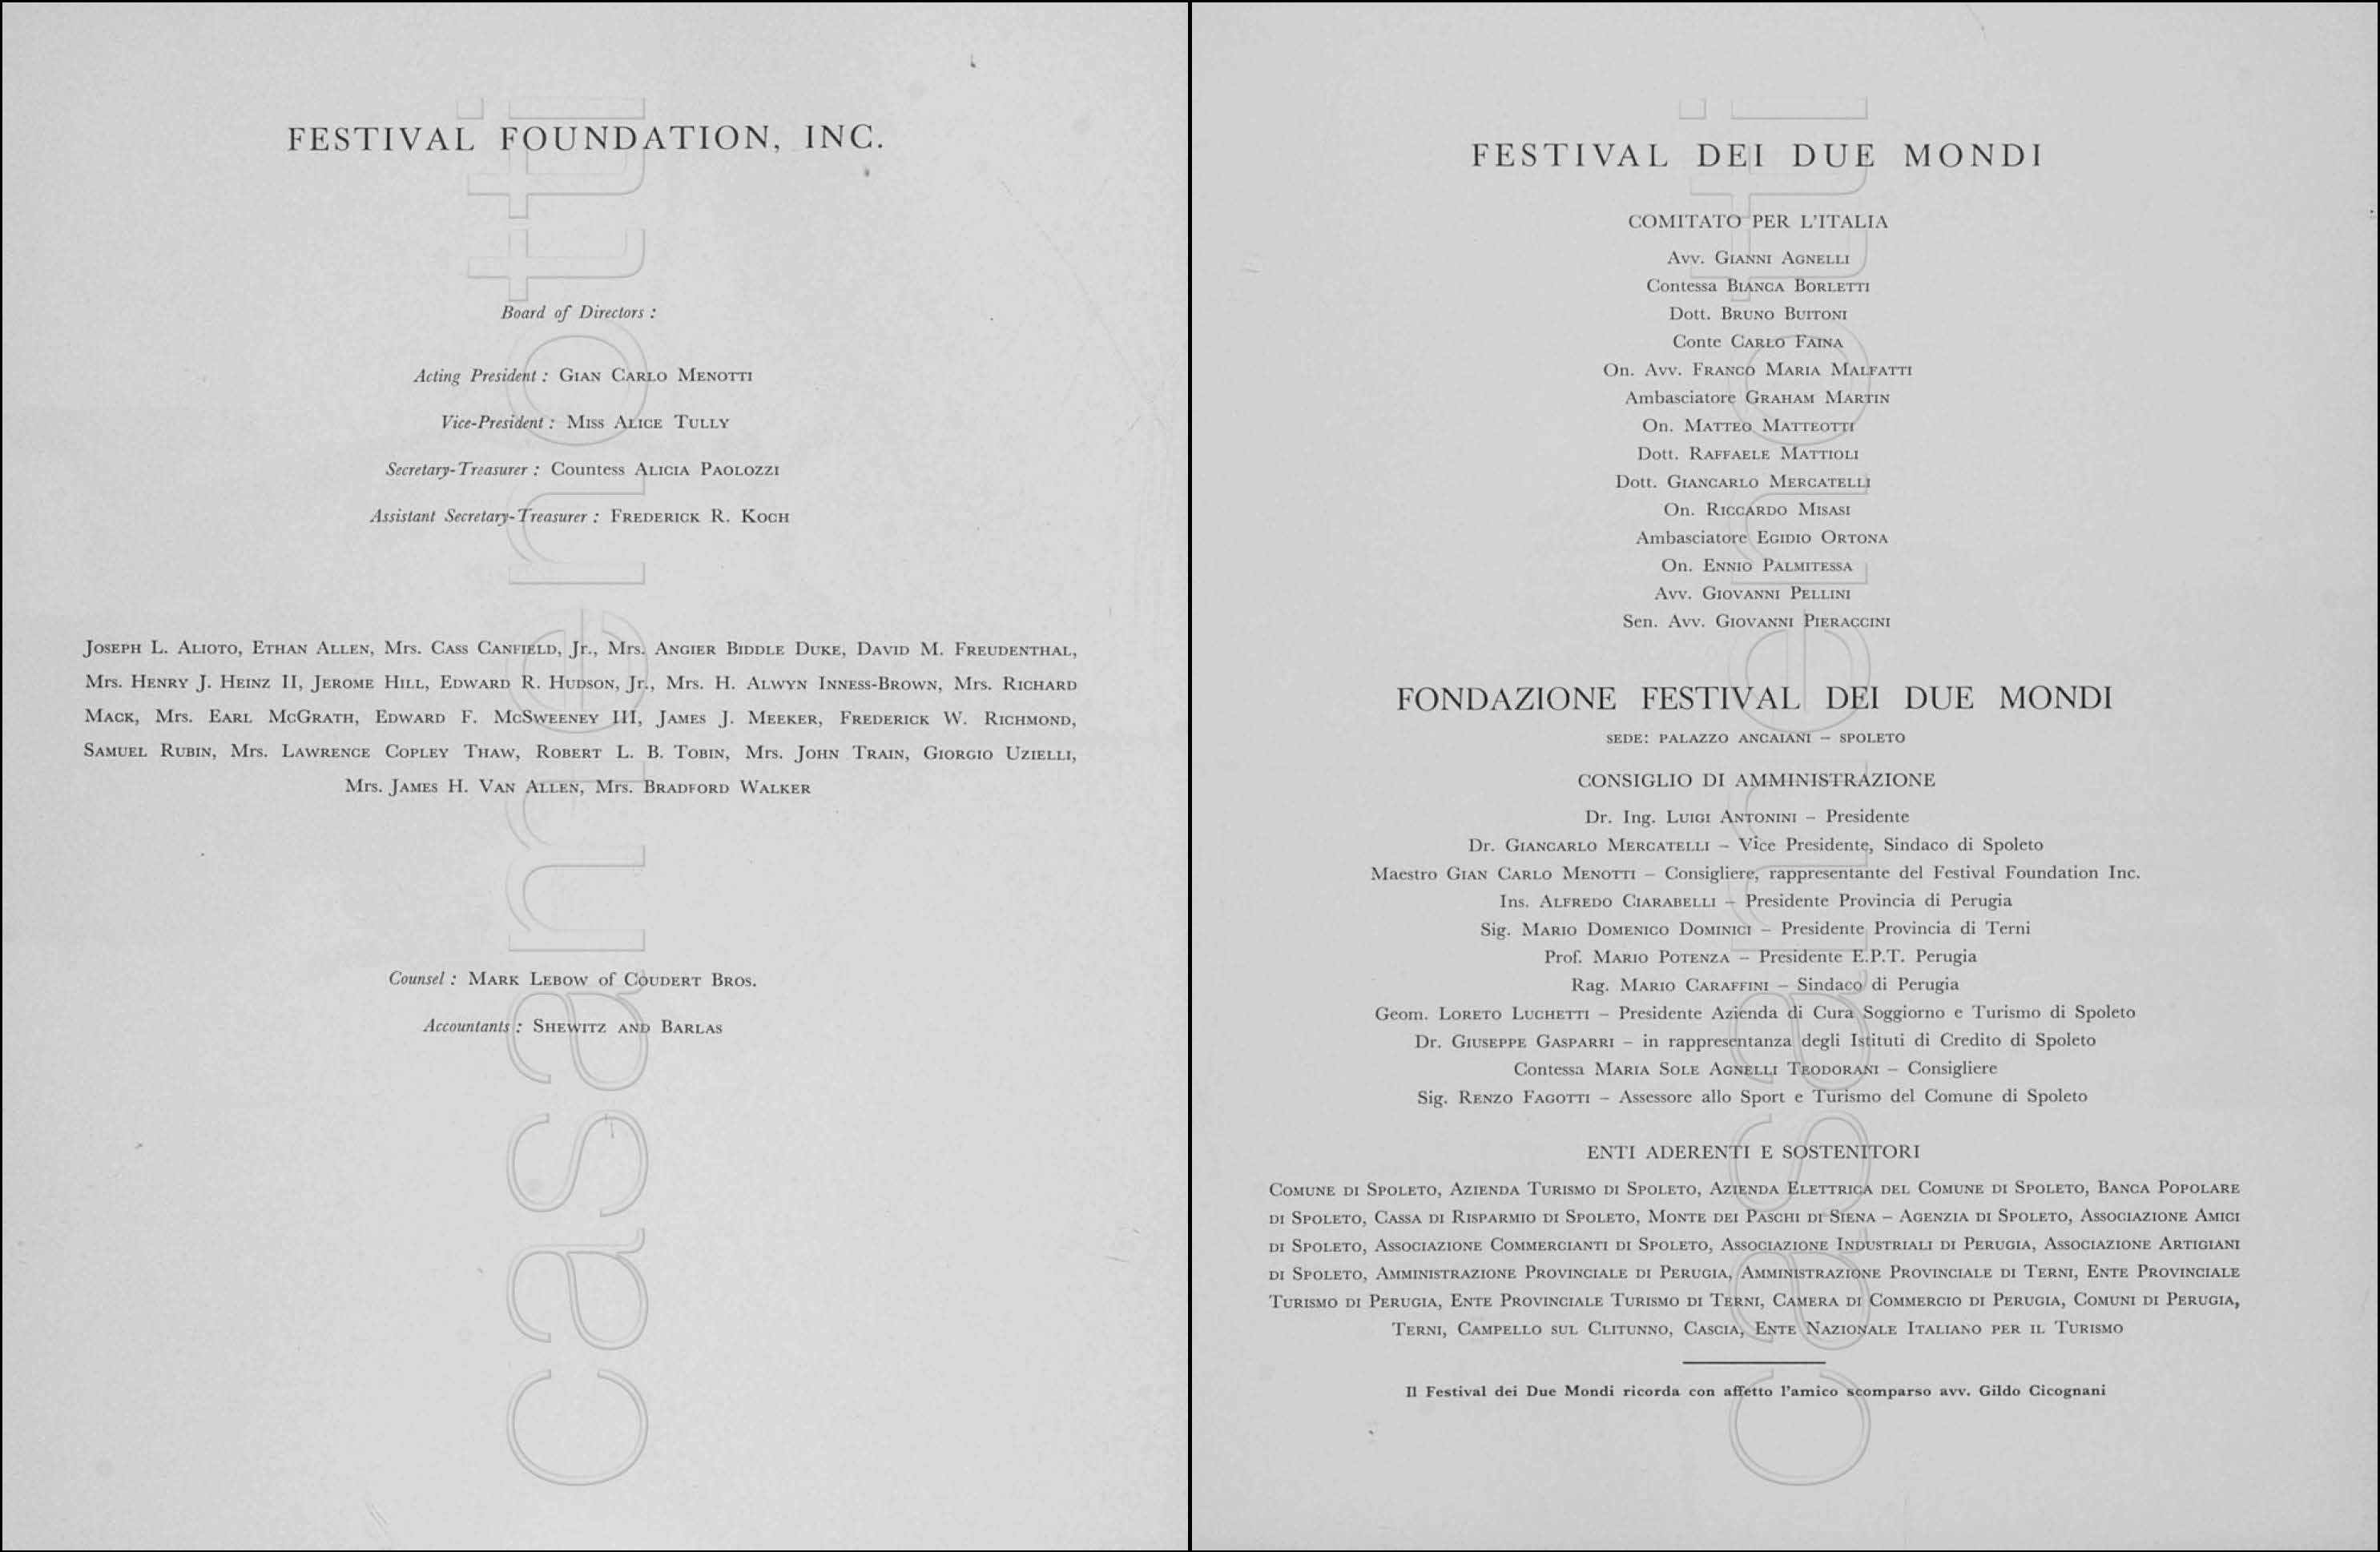 FESTIVAL FOUNDATION, INC.
Board of Directors :
Acting President : GIAN CARLO MENOTTI
Vice-President : MISS ALICE TULLY
Secretary-Treasurer : Countess ALICIA PAOLOZZI
Assistant Secretary-Treasurer : FREDERICK R. KOCH
JOSEPH L. ALIOTO, ETHAN ALLEN, Mrs. CASS CANFIELD, Jr., Mrs. ANGIER BIDDLE DUKE, DAVID M. FREUDENTHAL,
Mrs. HENRY J. HEINZ II, JEROME HILL, EDWARD R. HUDSON, Jr., Mrs. H. ALWYN INNESS-BROWN, Mrs. RICHARD
MACK, Mrs. EARL MCGRATH, EDWARD F. MCSWEENEY III, JAMES J. MEEKER, FREDERICK W. RICHMOND,
SAMUEL RUBIN, Mrs. LAWRENCE COPLEY THAW, ROBERT L. B. TOBIN, Mrs. JOHN TRAIN, GIORGIO UZIELLI,
Mrs. JAMES H. VAN ALLEN, Mrs. BRADFORD WALKER
Counsel : MARK LEBOW of COUDERT BROS.
Accountants : SHEWITZ AND BARLAS
casamenotti
FESTIVAL DEI DUE MONDI
COMITATO PER L'ITALIA
Avv. GIANNI AGNELLI
Contessa BIANCA BORLETTI
Dott. BRUNO BUITONI
Conte CARLO FAINA
On. Avv. FRANCO MARIA MALFATTI
Ambasciatore GRAHAM MARTIN
On. MATTEO MATTEOTTI
Dott. RAFFAELE MATTIOLI
Dott. GIANCARLO MERCATELLI
On. RICCARDO MISASI
Ambasciatore EGIDIO ORTONA
On. ENNIO PALMITESSA
Avv. GIOVANNI PELLINI
Sen. Avv. GIOVANNI PIERACCINI
FONDAZIONE FESTIVAL DEI DUE MONDI
SEDE: PALAZZO ANCAIANI – SPOLETO
CONSIGLIO DI AMMINISTRAZIONE
Dr. Ing. LUIGI ANTONINI – Presidente
Dr. GIANCARLO MERCATELLI – Vice Presidente, Sindaco di Spoleto
Maestro GIAN CARLO MENOTTI – Consigliere, rappresentante del Festival Foundation Inc.
Ins. ALFREDO CIARABELLI – Presidente Provincia di Perugia
Sig. MARIO DOMENICO DOMINICI – Presidente Provincia di Terni
Prof. MARIO POTENZA – Presidente E.P.T. Perugia
Rag. MARIO CARAFFINI – Sindaco di Perugia
Geom. LORETO LUCHETTI – Presidente Azienda di Cura Soggiorno e Turismo di Spoleto
Dr. GIUSEPPE GASPARRI – in rappresentanza degli Istituti di Credito di Spoleto
Contessa MARIA SOLE AGNELLI TEODORANI – Consigliere
Sig. RENZO FAGOTTI – Assessore allo Sport e Turismo del Comune di Spoleto
ENTI ADERENTI E SOSTENITORI
COMUNE DI SPOLETO, AZIENDA TURISMO DI SPOLETO, AZIENDA ELETTRICA DEL COMUNE DI SPOLETO, BANCA POPOLARE
DI SPOLETO, CASSA DI RISPARMIO DI SPOLETO, MONTE DEI PASCHI DI SIENA – AGENZIA DI SPOLETO, ASSOCIAZIONE AMICI
DI SPOLETO, ASSOCIAZIONE COMMERCIANTI DI SPOLETO, ASSOCIAZIONE INDUSTRIALI DI PERUGIA, ASSOCIAZIONE ARTIGIANI
DI SPOLETO, AMMINISTRAZIONE PROVINCIALE DI PERUGIA, AMMINISTRAZIONE PROVINCIALE DI TERNI, ENTE PROVINCIALE
TURISMO DI PERUGIA, ENTE PROVINCIALE TURISMO DI TERNI, CAMERA DI COMMERCIO DI PERUGIA, COMUNI DI PERUGIA,
TERNI, CAMPELLO SUL CLITUNNO, CASCIA, ENTE NAZIONALE ITALIANO PER IL TURISMO
Il Festival dei Due Mondi ricorda con affetto l'amico scomparso avv. Gildo Cicognani
casamenotti